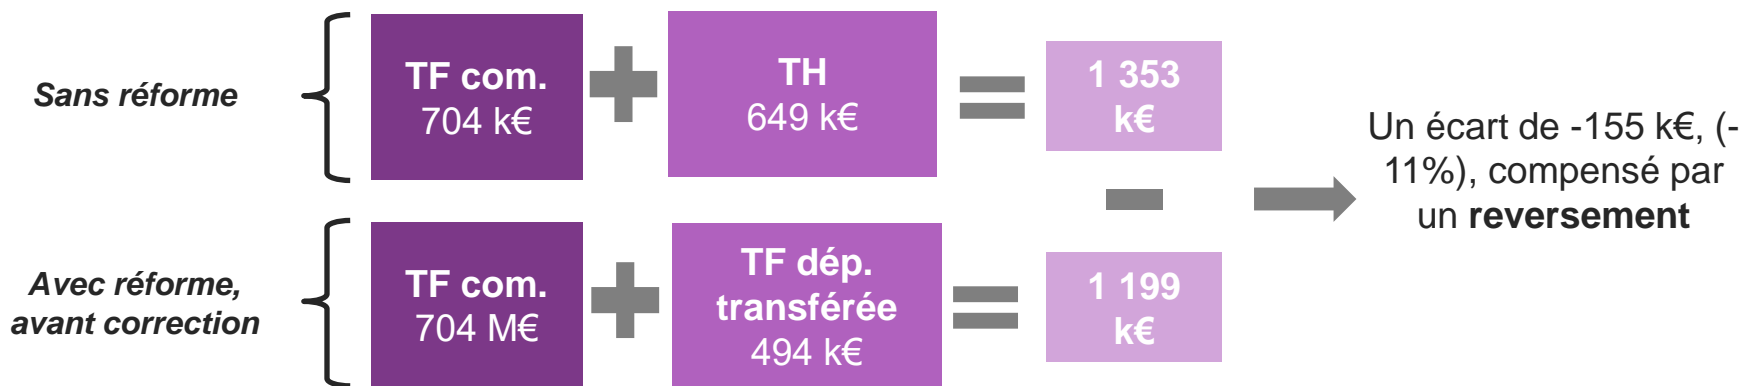 Sans réforme
TF com.
704 k€
TH
649 k€
1 353
k€
Un écart de -155 k€, (-
11%), compensé par
un reversement
Avec réforme,
avant correction
TF com.
704 M€
TF dép.
transférée
494 k€
1 199
k€